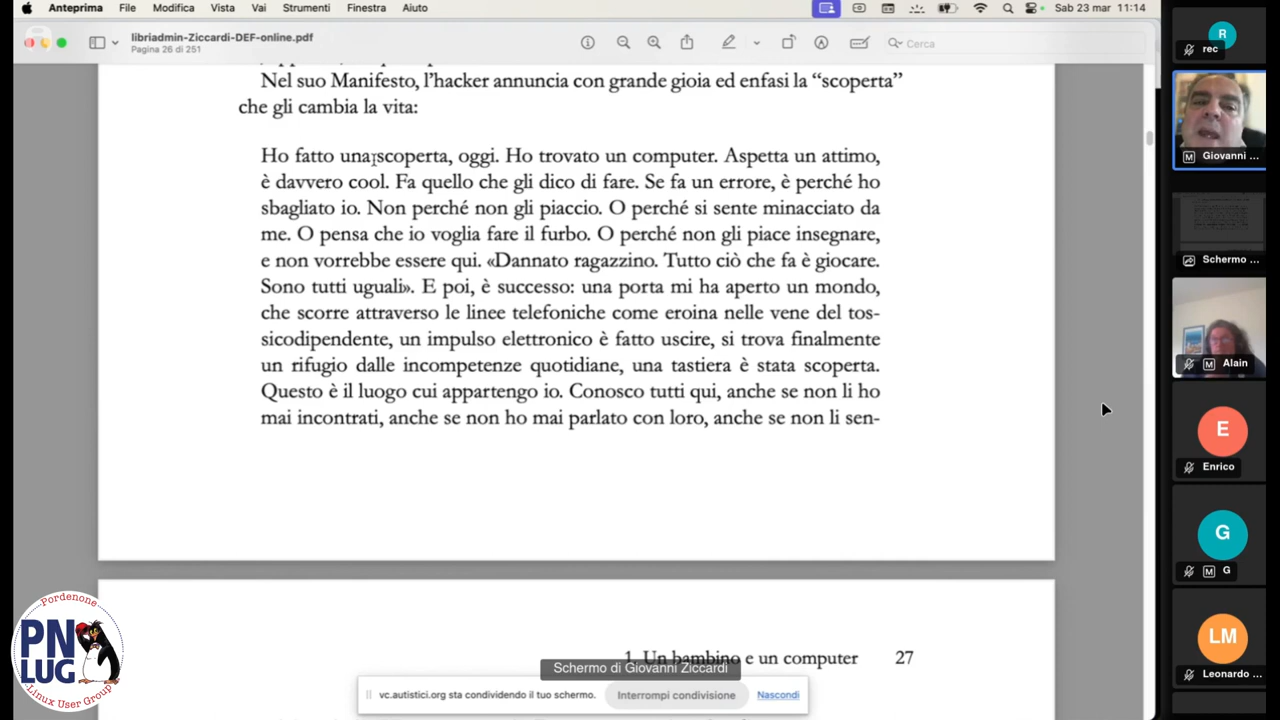 Anteprima File Modifica Vista Vai Strumenti Finestra Aiuto Sab 23 mar 11:14
libriadmin-Ziccardi-DEF-online.pdf
Pagina 26 di 251
Cerca
Nel suo Manifesto, l’hacker annuncia con grande gioia ed enfasi la “scoperta”
che gli cambia la vita:
Ho fatto una scoperta, oggi. Ho trovato un computer. Aspetta un attimo,
è davvero cool. Fa quello che gli dico di fare. Se fa un errore, è perché ho
sbagliato io. Non perché non gli piaccio. O perché si sente minacciato da
me. O pensa che io voglia fare il furbo. O perché non gli piace insegnare,
e non vorrebbe essere qui. «Dannato ragazzino. Tutto ciò che fa è giocare.
Sono tutti uguali». E poi, è successo: una porta mi ha aperto un mondo,
che scorre attraverso le linee telefoniche come eroina nelle vene del tos-
sicodipendente, un impulso elettronico è fatto uscire, si trova finalmente
un rifugio dalle incompetenze quotidiane, una tastiera è stata scoperta.
Questo è il luogo cui appartengo io. Conosco tutti qui, anche se non li ho
mai incontrati, anche se non ho mai parlato con loro, anche se non li sen-
1. Un bambino e un computer 27
Schermo di Giovanni Ziccardi
vc.autistici.org sta condividendo il tuo schermo. Interrompi condivisione Nascondi
Pordenone
PN
LUG
Linux User Group
R
rec
M Giovanni ...
Schermo ...
M Alain
E
Enrico
G
M G
LM
Leonardo ...